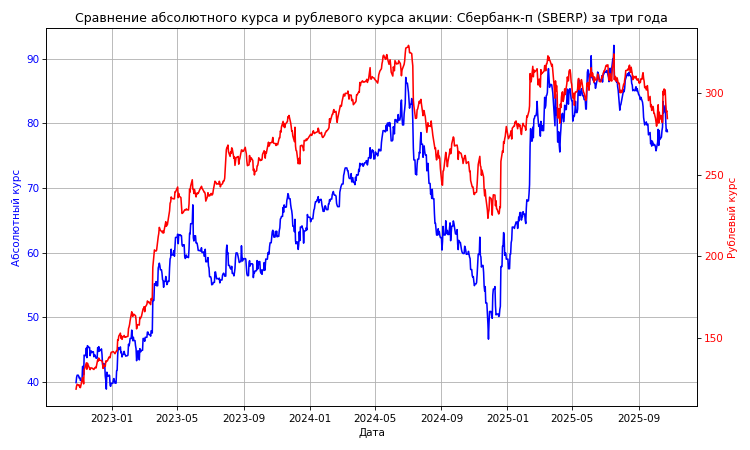 Сравнение абсолютного курса и рублевого курса акции: Сбербанк-п (SBERP) за три года
Абсолютный курс
90
80
70
60
50
40
300
250
200
150
Рублевый курс
2023-01 2023-05 2023-09 2024-01 2024-05 2024-09 2025-01 2025-05 2025-09
Дата